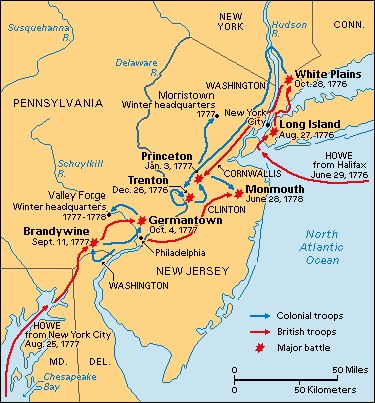 NEW
YORK
Hudson
R.
CONN.
Susquehanna
R.
Delaware
R.
WASHINGTON
White Plains
Oct. 28, 1776
Morristown
Winter headquarters
1777
New York
City
PENNSYLVANIA
Long Island
Aug. 27, 1776
Princeton
Jan. 3, 1777
HOWE
from Halifax
June 29, 1776
CORNWALLIS
Schuylkill
R.
Trenton
Dec. 26, 1776
Monmouth
June 28, 1778
Valley Forge
Winter headquarters
1777-1778
CLINTON
Germantown
Oct. 4, 1777
Brandywine
Sept. 11, 1777
Philadelphia
North
Atlantic
Ocean
NEW JERSEY
WASHINGTON
HOWE
from New York City
Aug. 25, 1777
MD.
DEL.
Chesapeake
Bay
Colonial troops
British troops
Major battle
0
50 Miles
0
50 Kilometers